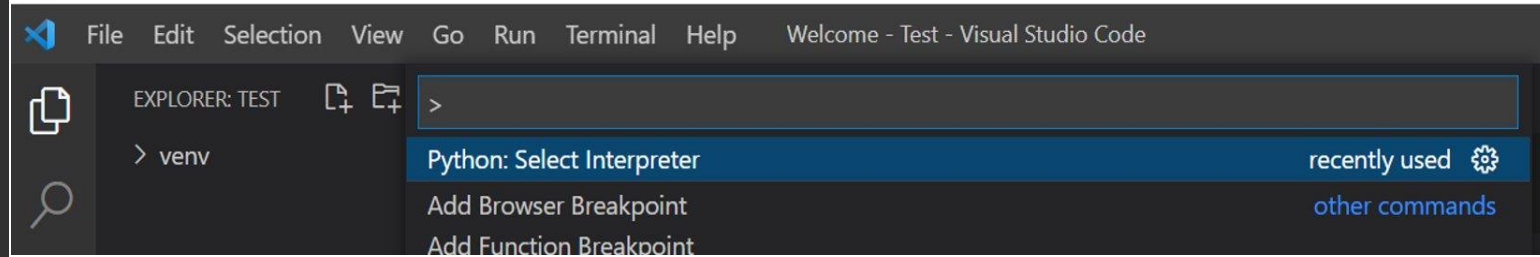 File Edit Selection View Go Run Terminal Help Welcome - Test - Visual Studio Code
EXPLORER: TEST
>
> venv
Python: Select Interpreter recently used
Add Browser Breakpoint other commands
Add Function Breakpoint